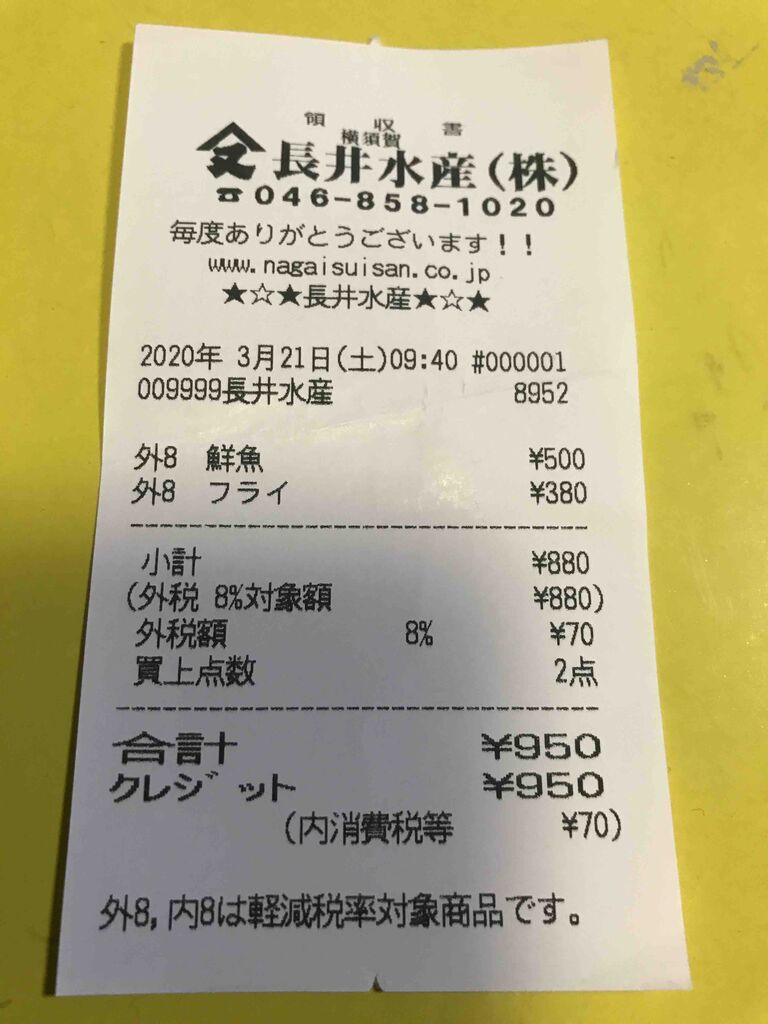 領収書
横須賀
文 長井水産(株)
☎046-858-1020
毎度ありがとうございます!!
www.nagaisuisan.co.jp
★☆★長井水産★☆★
2020年 3月21日(土)09:40 #000001
009999長井水産 8952
外8 鮮魚 ¥500
外8 フライ ¥380
小計 ¥880
(外税 8%対象額 ¥880)
外税額 8% ¥70
買上点数 2点
合計 ¥950
クレジット ¥950
(内消費税等 ¥70)
外8,内8は軽減税率対象商品です。